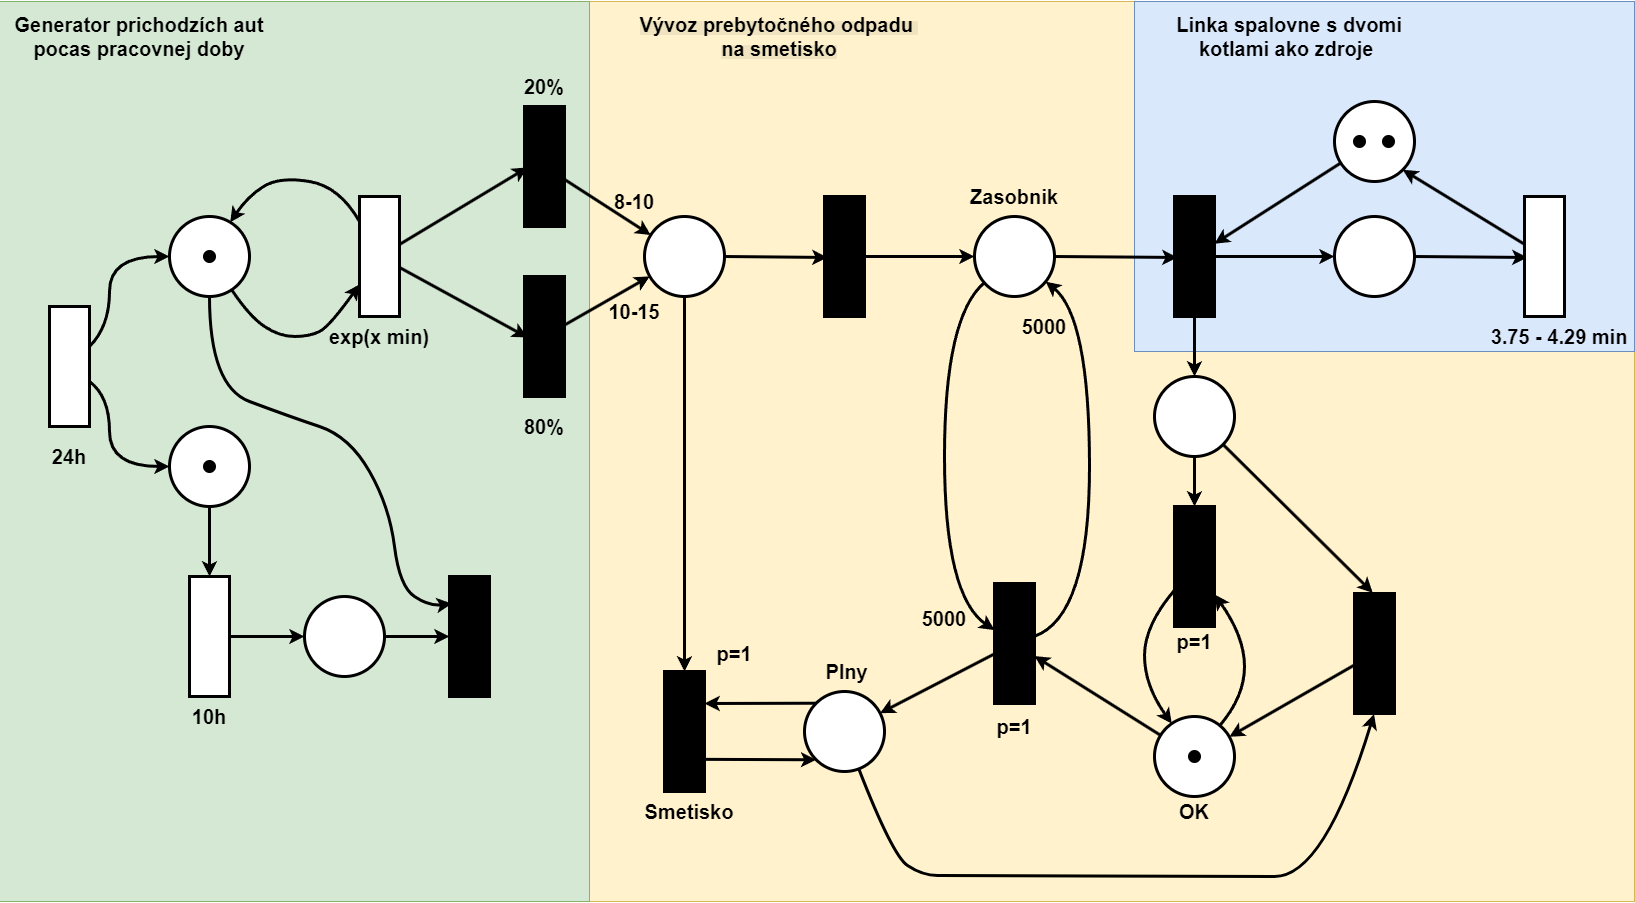 Generator prichodzích aut
pocas pracovnej doby
Vývoz prebytočného odpadu
na smetisko
Linka spalovne s dvomi
kotlami ako zdroje
20%
8-10
Zasobnik
10-15
5000
exp(x min)
3.75 - 4.29 min
80%
24h
5000
p=1
p=1
Plny
10h
p=1
Smetisko
OK